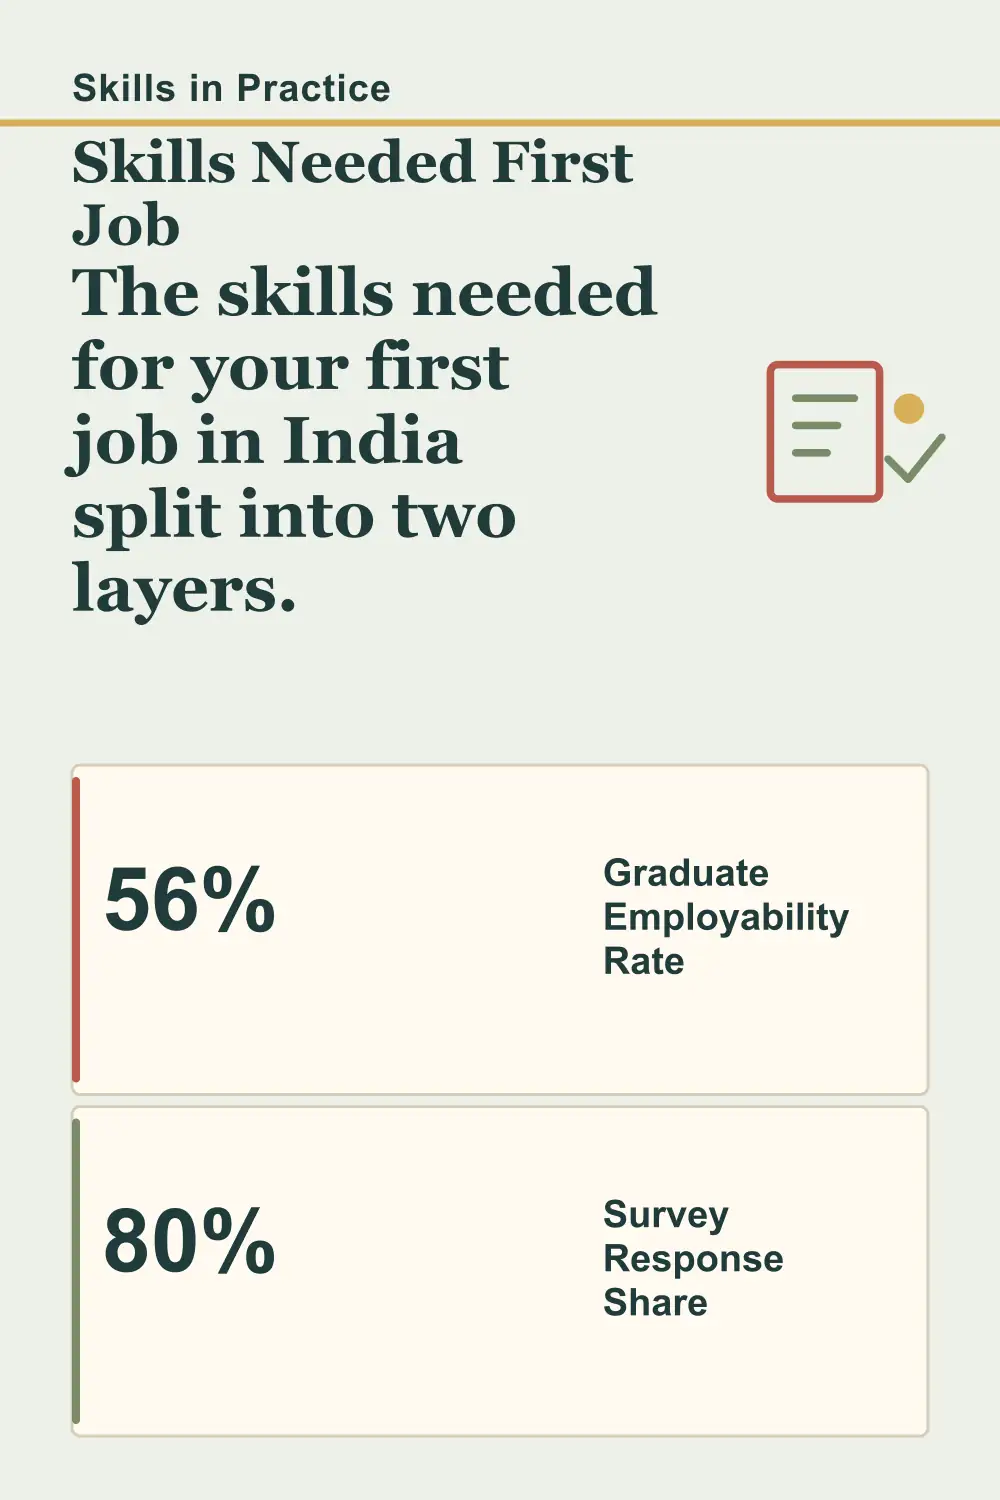 Skills in Practice
Skills Needed First
Job
The skills needed
for your first
job in India
split into two
layers.
56%
Graduate
Employability
Rate
80%
Survey
Response
Share